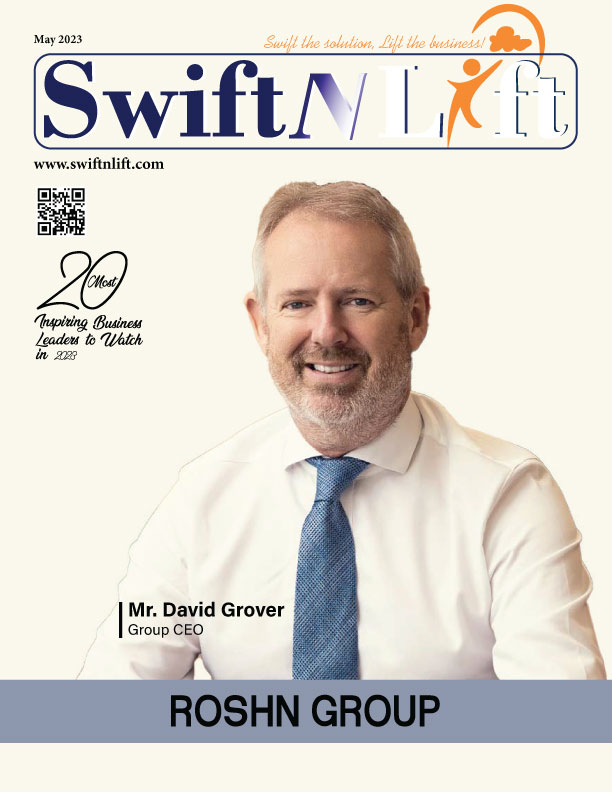 May 2023
Swift the solution, Lift the business!
SwiftNLift
www.swiftnlift.com
20
Most
Inspiring Business
Leaders to Watch
in 2023
Mr. David Grover
Group CEO
ROSHN GROUP